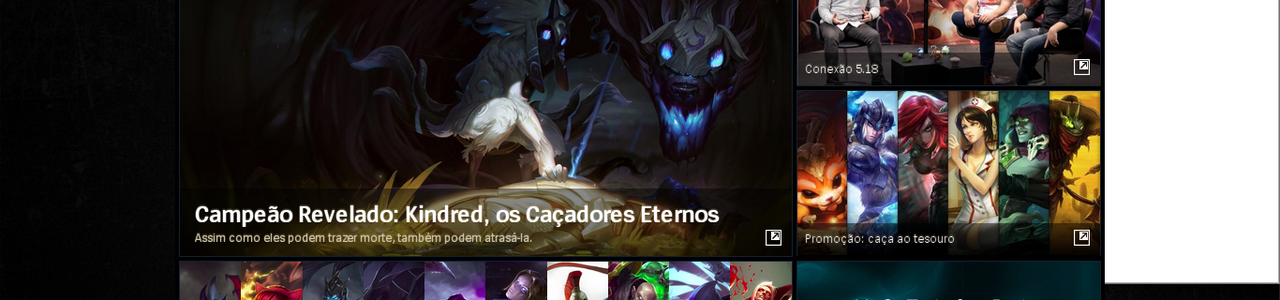 Conexão 5.18
Campeão Revelado: Kindred, os Caçadores Eternos
Assim como eles podem trazer morte, também podem atrasá-la.
Promoção: caça ao tesouro